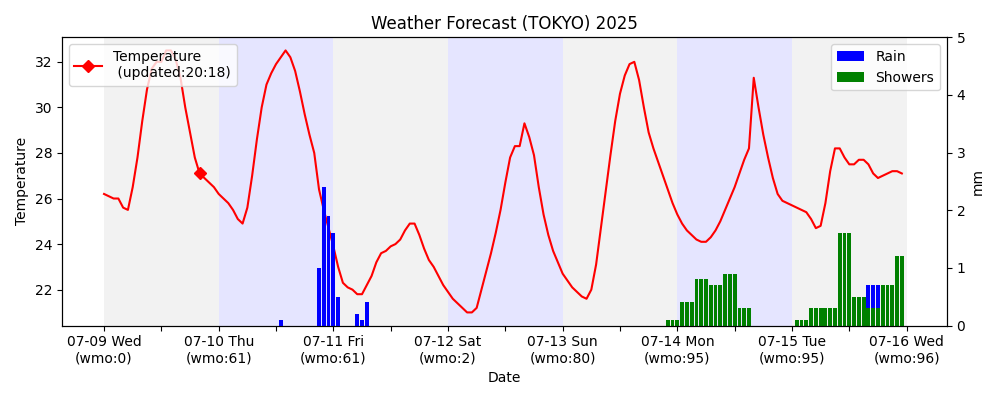 Weather Forecast (TOKYO) 2025
Temperature
(updated:20:18)
Rain
Showers
Temperature
32
30
28
26
24
22
5
4
3
2
1
0
mm
07-09 Wed
(wmo:0)
07-10 Thu
(wmo:61)
07-11 Fri
(wmo:61)
07-12 Sat
(wmo:2)
07-13 Sun
(wmo:80)
07-14 Mon
(wmo:95)
07-15 Tue
(wmo:95)
07-16 Wed
(wmo:96)
Date